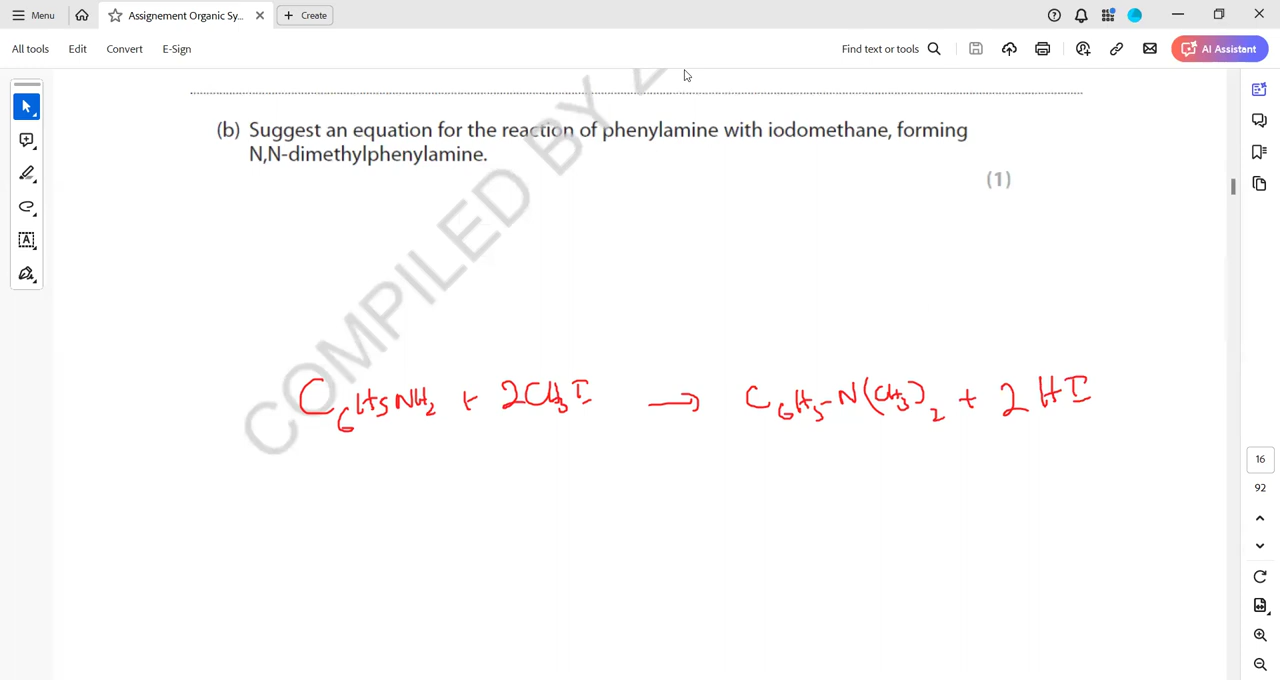 Menu
Assignement Organic Sy...
Create
All tools
Edit
Convert
E-Sign
Find text or tools
AI Assistant
COMPILED BY
(b) Suggest an equation for the reaction of phenylamine with iodomethane, forming
N,N-dimethylphenylamine.
(1)
C₆H₅NH₂ + 2CH₃I → C₆H₅-N(CH₃)₂ + 2HI
16
92